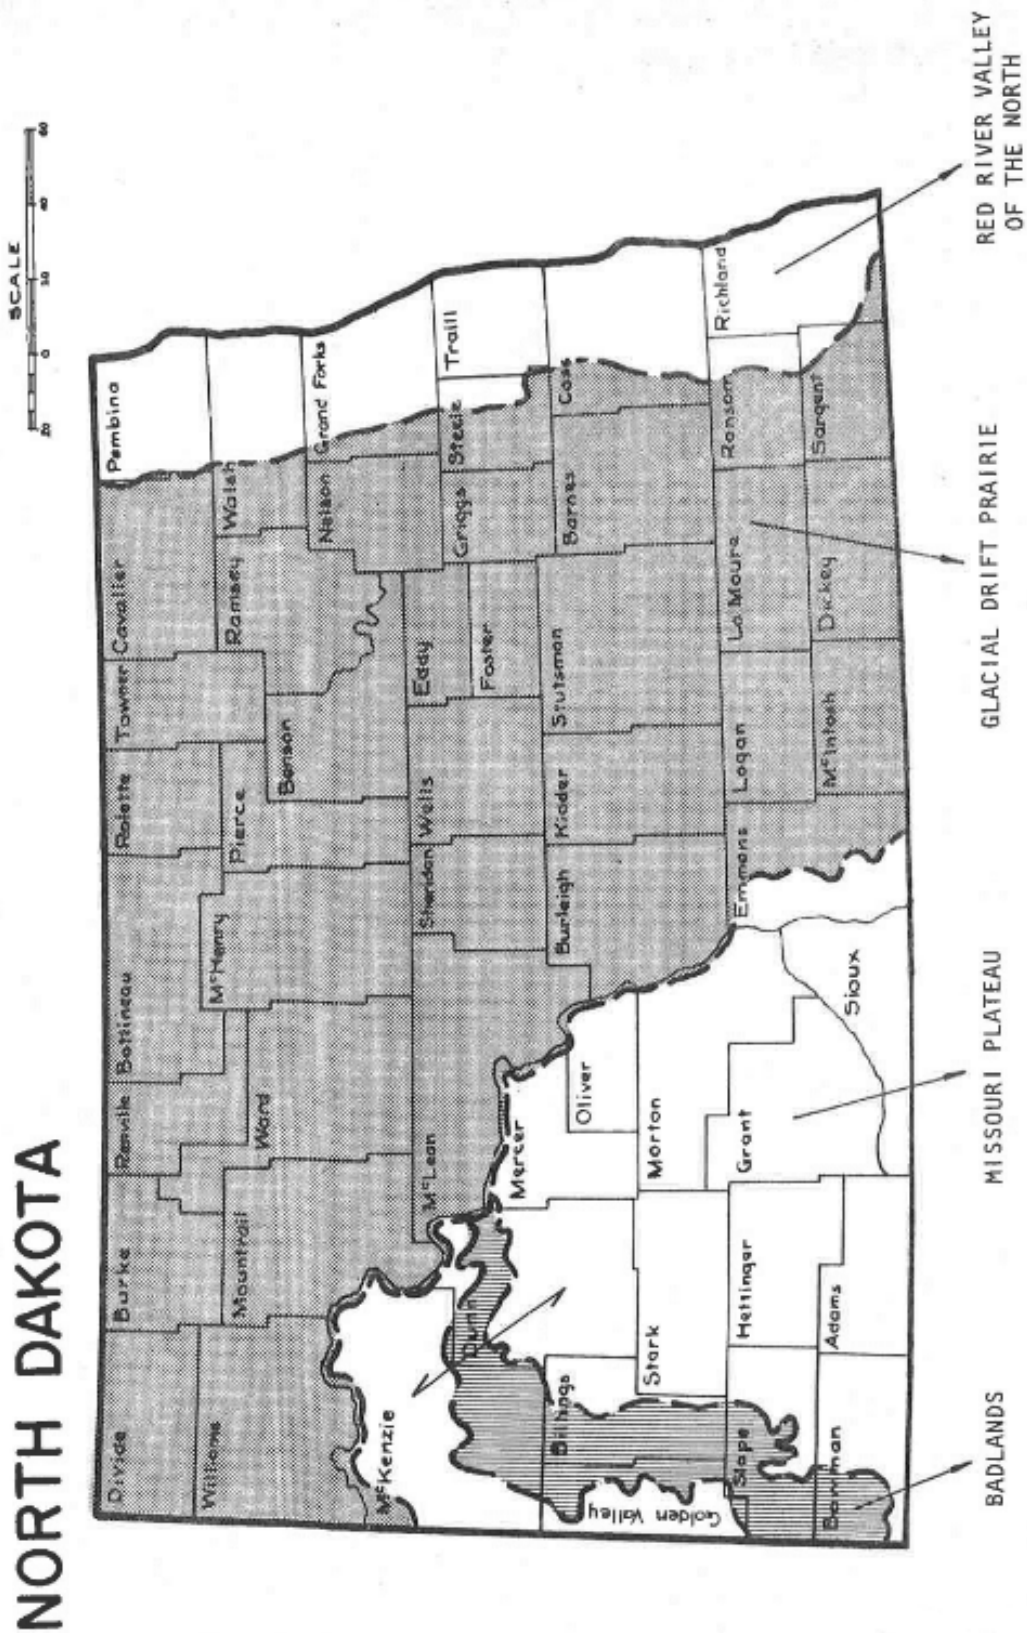 NORTH DAKOTA
SCALE
20 0 20 40 60
Divide
Burke
Renville
Bottineau
Rolette
Towner
Cavalier
Pembina
Williams
Mountrail
Ward
McHenry
Pierce
Benson
Ramsey
Walsh
Nelson
Grand Forks
McKenzie
McLean
Sheridan
Wells
Eddy
Foster
Griggs
Steele
Traill
Dunn
Mercer
Oliver
Burleigh
Kidder
Stutsman
Barnes
Cass
Golden Valley
Billings
Stark
Morton
Slope
Hettinger
Grant
Emmons
Logan
La Moure
Ransom
Richland
Bowman
Adams
Sioux
McIntosh
Dickey
Sargent
BADLANDS
MISSOURI PLATEAU
GLACIAL DRIFT PRAIRIE
RED RIVER VALLEY
OF THE NORTH